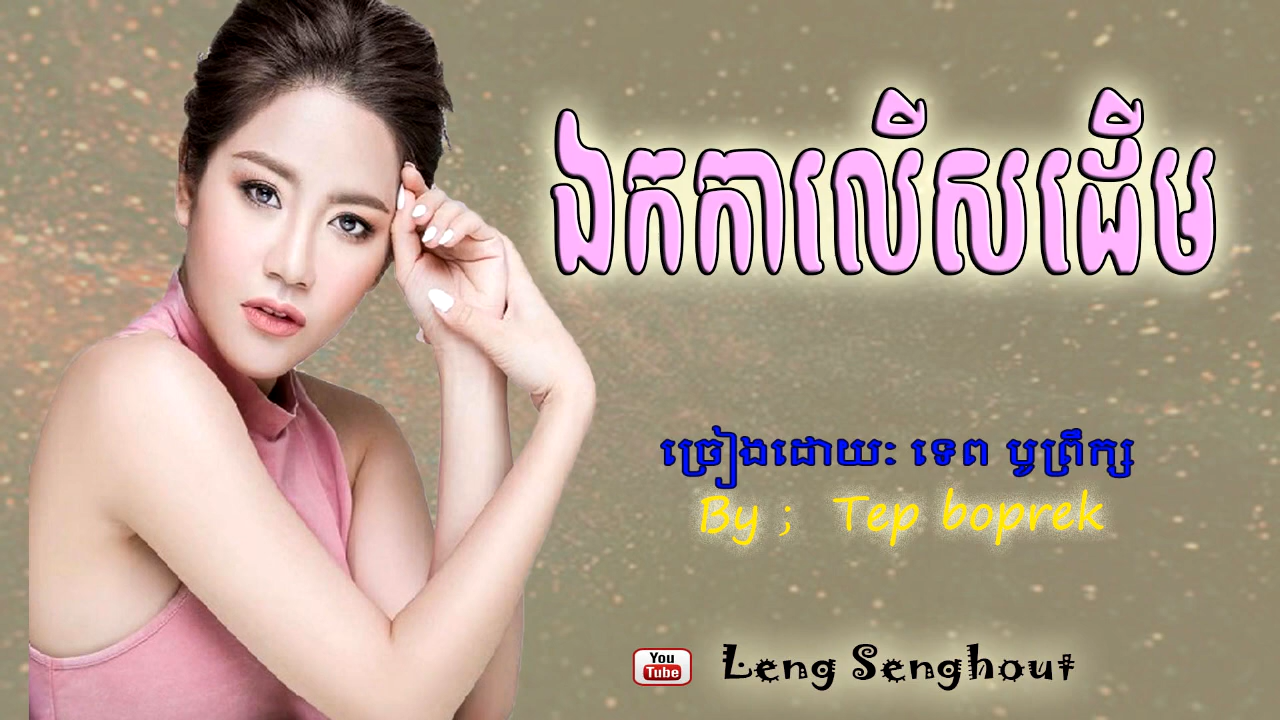 ឯកកាលើសដើម
ច្រៀងដោយ: ទេព ឫព្រឹក្ស
By ; Tep boprek
You Tube Leng Senghout